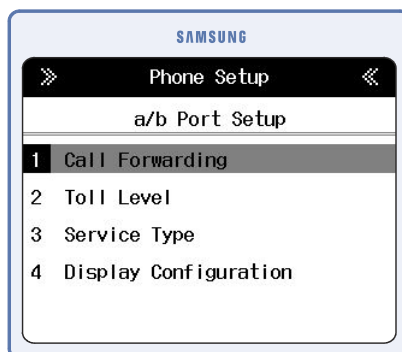 SAMSUNG
» Phone Setup «
a/b Port Setup
1 Call Forwarding
2 Toll Level
3 Service Type
4 Display Configuration